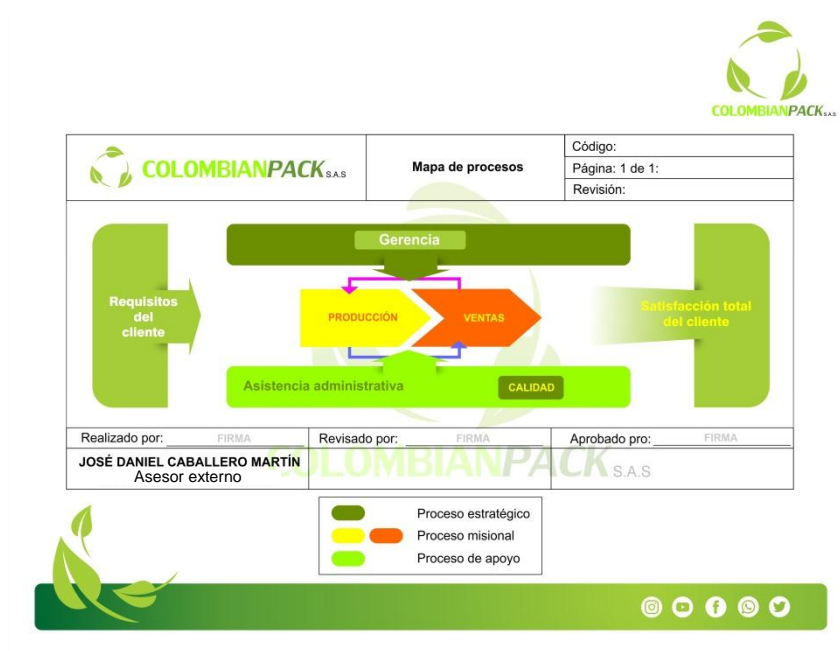 COLOMBIANPACK S.A.S
COLOMBIANPACK S.A.S
Mapa de procesos
Código:
Página: 1 de 1:
Revisión:
Gerencia
Requisitos
del
cliente
PRODUCCIÓN
VENTAS
Satisfacción total
del cliente
Asistencia administrativa
CALIDAD
Realizado por: FIRMA
Revisado por: FIRMA
Aprobado pro: FIRMA
JOSÉ DANIEL CABALLERO MARTÍN
Asesor externo
COLOMBIANPACK S.A.S
Proceso estratégico
Proceso misional
Proceso de apoyo